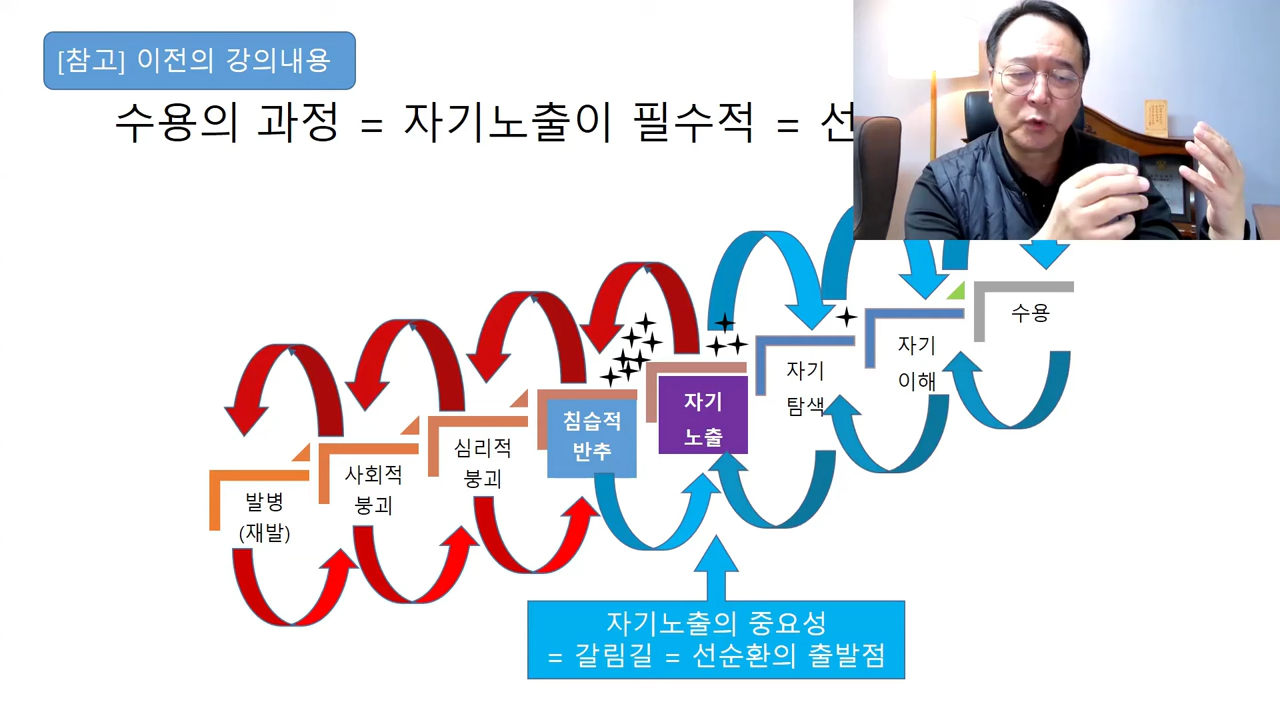 [참고] 이전의 강의내용
수용의 과정 = 자기노출이 필수적 = 선
수용
자기
이해
자기
탐색
자기
노출
침습적
반추
심리적
붕괴
사회적
붕괴
발병
(재발)
자기노출의 중요성
= 갈림길 = 선순환의 출발점